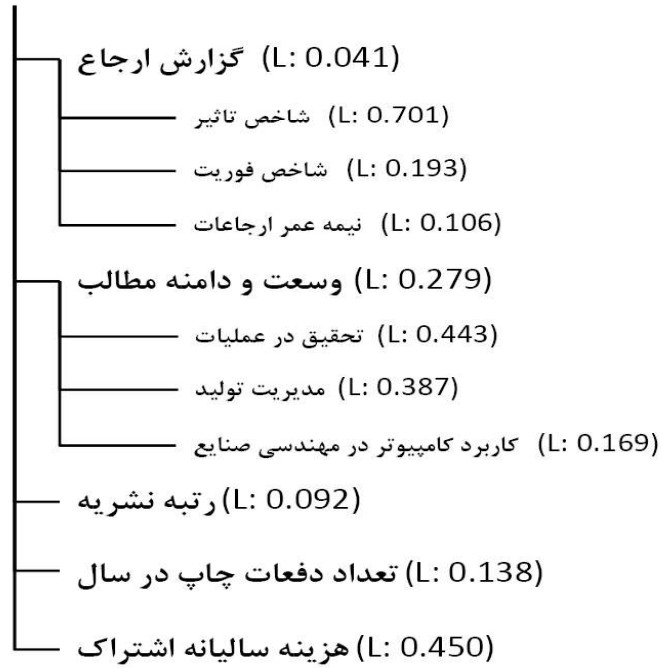 گزارش ارجاع (L: 0.041)
شاخص تاثیر (L: 0.701)
شاخص فوریت (L: 0.193)
نیمه عمر ارجاعات (L: 0.106)
وسعت و دامنه مطالب (L: 0.279)
تحقیق در عملیات (L: 0.443)
مدیریت تولید (L: 0.387)
کاربرد کامپیوتر در مهندسی صنایع (L: 0.169)
رتبه نشریه (L: 0.092)
تعداد دفعات چاپ در سال (L: 0.138)
هزینه سالیانه اشتراک (L: 0.450)